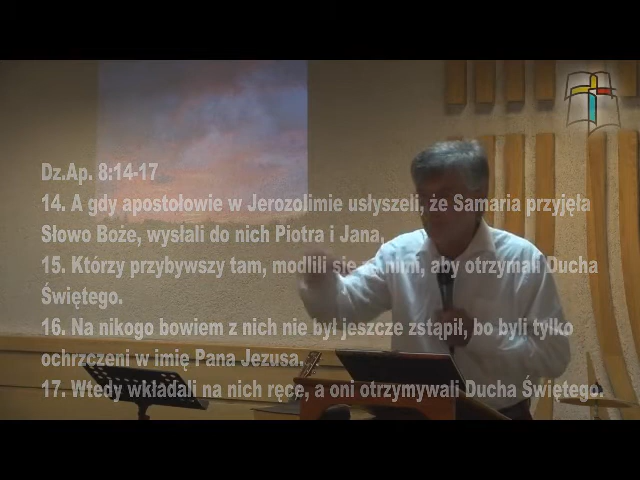 Dz.Ap. 8:14-17
14. A gdy apostołowie w Jerozolimie usłyszeli, że Samaria przyjęła
Słowo Boże, wysłali do nich Piotra i Jana,
15. Którzy przybywszy tam, modlili się za nimi, aby otrzymali Ducha
Świętego.
16. Na nikogo bowiem z nich nie był jeszcze zstąpił, bo byli tylko
ochrzczeni w imię Pana Jezusa.
17. Wtedy wkładali na nich ręce, a oni otrzymywali Ducha Świętego.